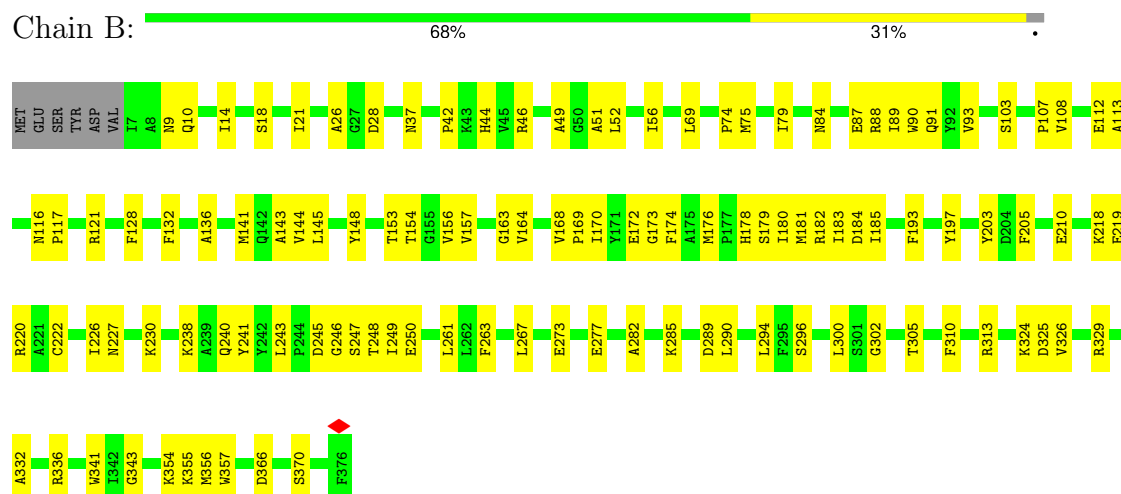 Chain B:
68% 31% •
MET GLU SER TYR ASP VAL I7 A8 N9 Q10 I14 S18 I21 A26 G27 D28 N37 P42 K43 H44 V45 R46 A49 G50 A51 L52 I56 L69 P74 M75 I79 N84 E87 R88 I89 W90 Q91 Y92 V93 S103 P107 V108 E112 A113
N116 P117 R121 F128 F132 A136 M141 Q142 A143 V144 L145 Y148 T153 T154 G155 V156 V157 G163 V164 V168 P169 I170 Y171 E172 G173 F174 A175 M176 P177 H178 S179 I180 M181 R182 I183 D184 I185 F193 Y197 Y203 D204 F205 E210 K218 E219
R220 A221 C222 I226 N227 K230 K238 A239 Q240 Y241 Y242 L243 P244 D245 G246 S247 T248 I249 E250 L261 L262 F263 L267 E273 E277 A282 K285 D289 L290 L294 F295 S296 L300 S301 G302 T305 F310 R313 K324 D325 V326 R329
A332 R336 W341 I342 G343 K354 K355 M356 W357 D366 S370 F376